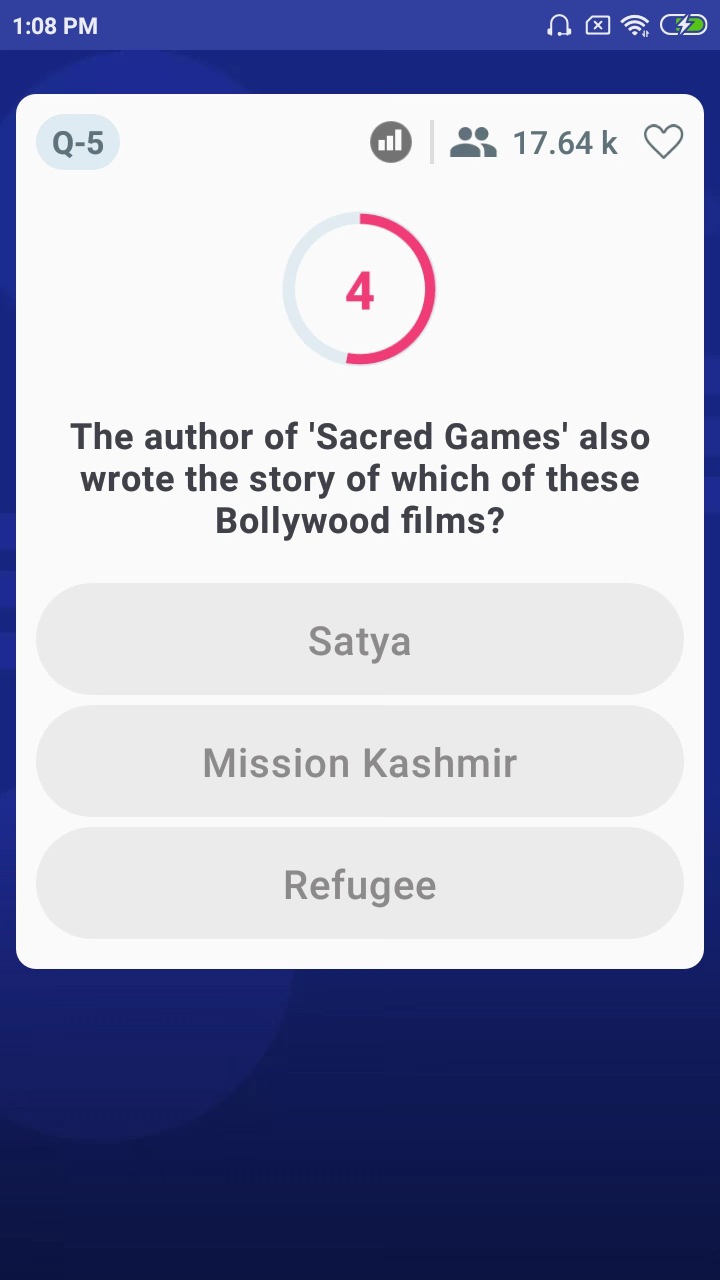 1:08 PM
Q-5
17.64 k
4
The author of 'Sacred Games' also
wrote the story of which of these
Bollywood films?
Satya
Mission Kashmir
Refugee